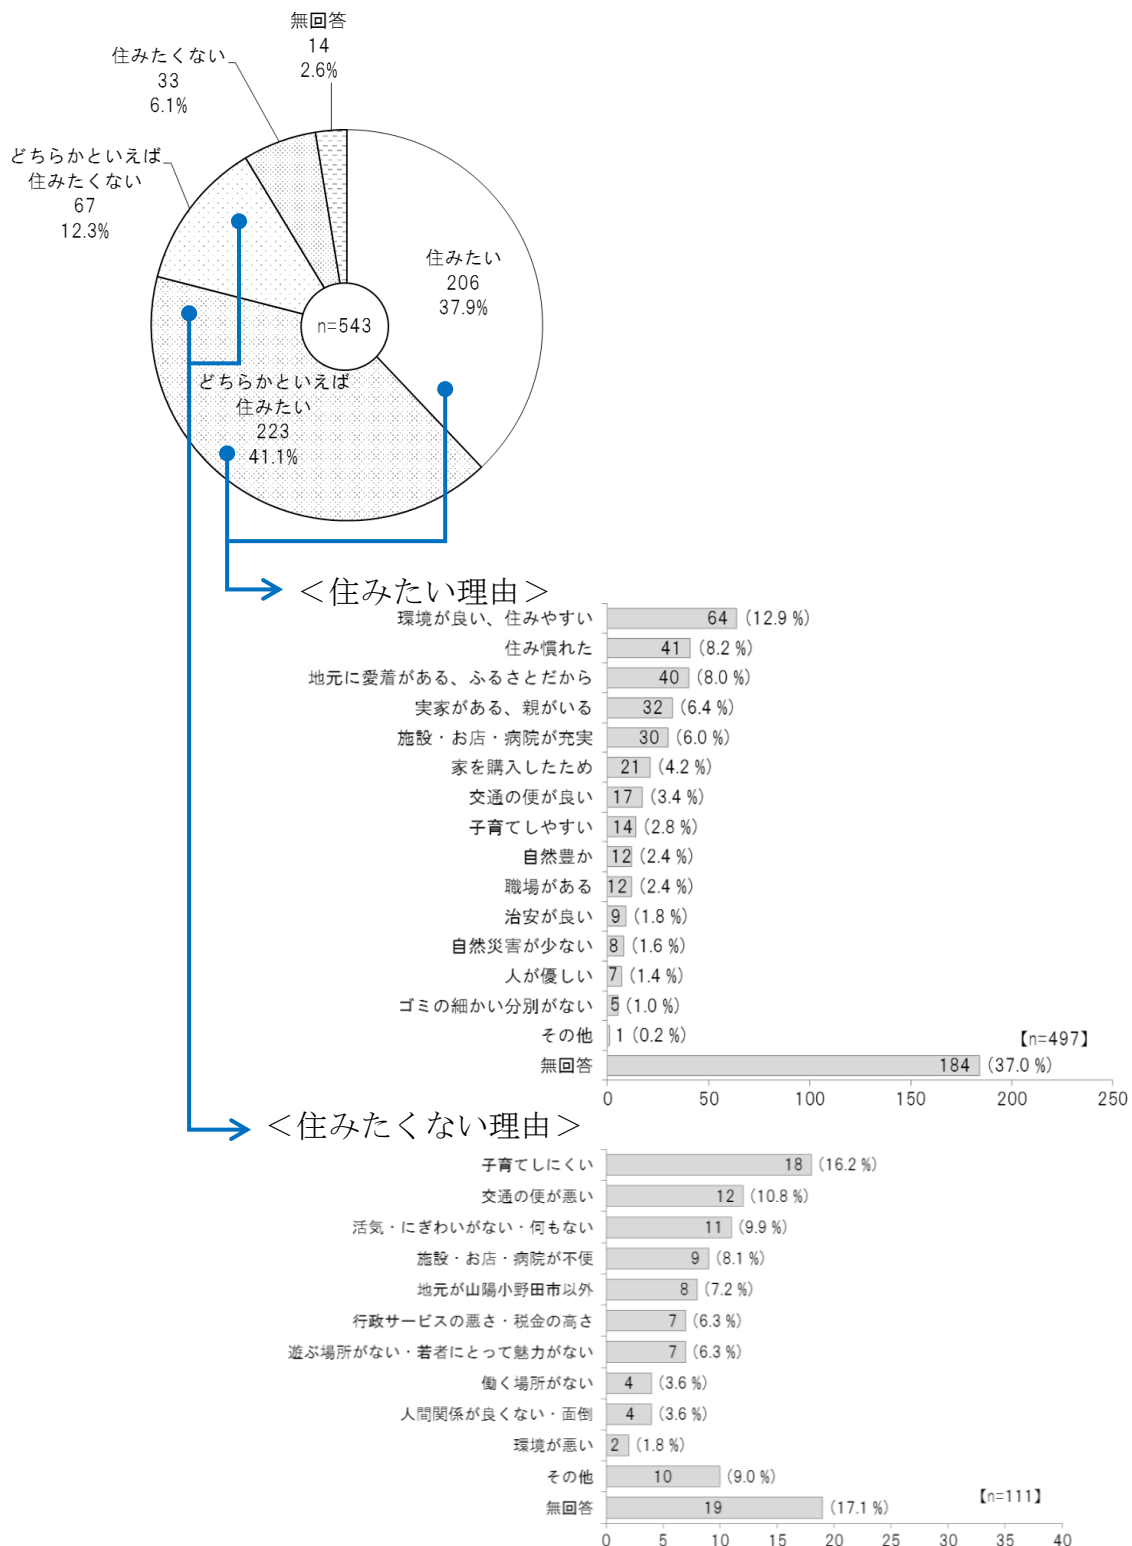 無回答
14
2.6%
住みたくない
33
6.1%
どちらかといえば
住みたくない
67
12.3%
住みたい
206
37.9%
n=543
どちらかといえば
住みたい
223
41.1%
＜住みたい理由＞
環境が良い、住みやすい 64 (12.9 %)
住み慣れた 41 (8.2 %)
地元に愛着がある、ふるさとだから 40 (8.0 %)
実家がある、親がいる 32 (6.4 %)
施設・お店・病院が充実 30 (6.0 %)
家を購入したため 21 (4.2 %)
交通の便が良い 17 (3.4 %)
子育てしやすい 14 (2.8 %)
自然豊か 12 (2.4 %)
職場がある 12 (2.4 %)
治安が良い 9 (1.8 %)
自然災害が少ない 8 (1.6 %)
人が優しい 7 (1.4 %)
ゴミの細かい分別がない 5 (1.0 %)
その他 1 (0.2 %)
【n=497】
無回答 184 (37.0 %)
0 50 100 150 200 250
＜住みたくない理由＞
子育てしにくい 18 (16.2 %)
交通の便が悪い 12 (10.8 %)
活気・にぎわいがない・何もない 11 (9.9 %)
施設・お店・病院が不便 9 (8.1 %)
地元が山陽小野田市以外 8 (7.2 %)
行政サービスの悪さ・税金の高さ 7 (6.3 %)
遊ぶ場所がない・若者にとって魅力がない 7 (6.3 %)
働く場所がない 4 (3.6 %)
人間関係が良くない・面倒 4 (3.6 %)
環境が悪い 2 (1.8 %)
その他 10 (9.0 %)
【n=111】
無回答 19 (17.1 %)
0 5 10 15 20 25 30 35 40